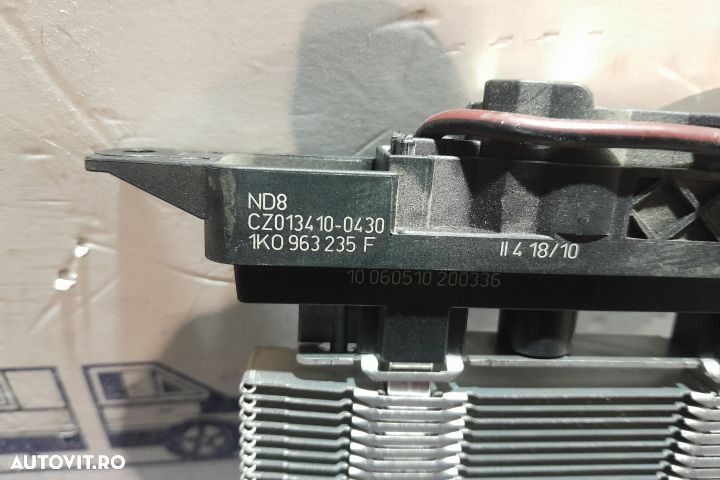 ND8
CZ013410-0430
1K0 963 235 F
II 4 18/10
10 060510 200336
AUTOVIT.RO